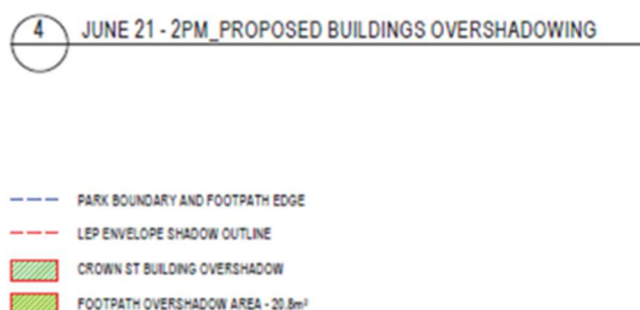 4
JUNE 21 - 2PM_PROPOSED BUILDINGS OVERSHADOWING
PARK BOUNDARY AND FOOTPATH EDGE
LEP ENVELOPE SHADOW OUTLINE
CROWN ST BUILDING OVERSHADOW
FOOTPATH OVERSHADOW AREA - 20.8m²